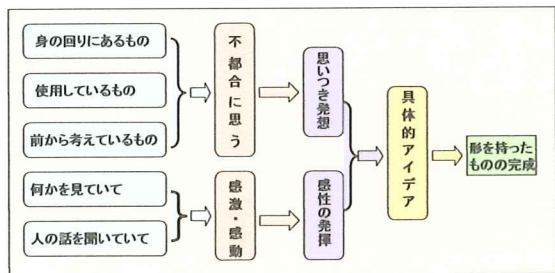 身の回りにあるもの
使用しているもの
前から考えているもの
何かを見ていて
人の話を聞いていて
不都合に思う
感激・感動
思いつき発想
感性の発揮
具体的アイデア
形を持った
ものの完成